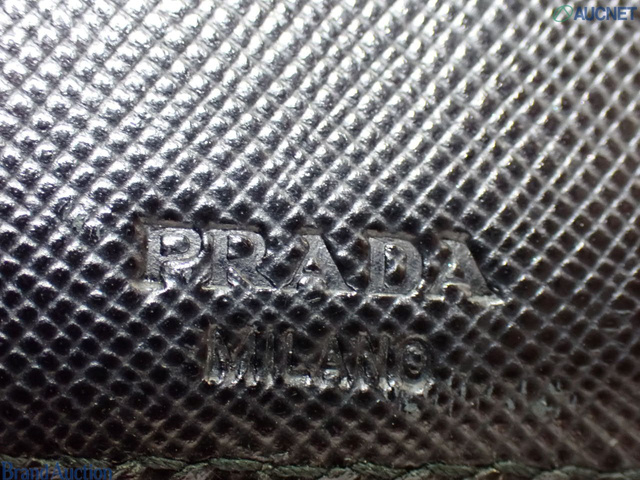 AUCNET
PRADA
MILANO
Brand Auction